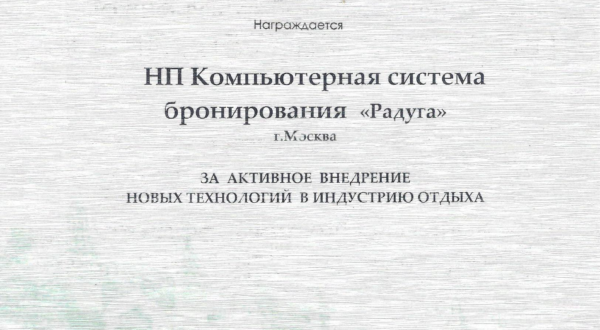 Награждается
НП Компьютерная система
бронирования «Радуга»
г.Москва
ЗА АКТИВНОЕ ВНЕДРЕНИЕ
НОВЫХ ТЕХНОЛОГИЙ В ИНДУСТРИЮ ОТДЫХА